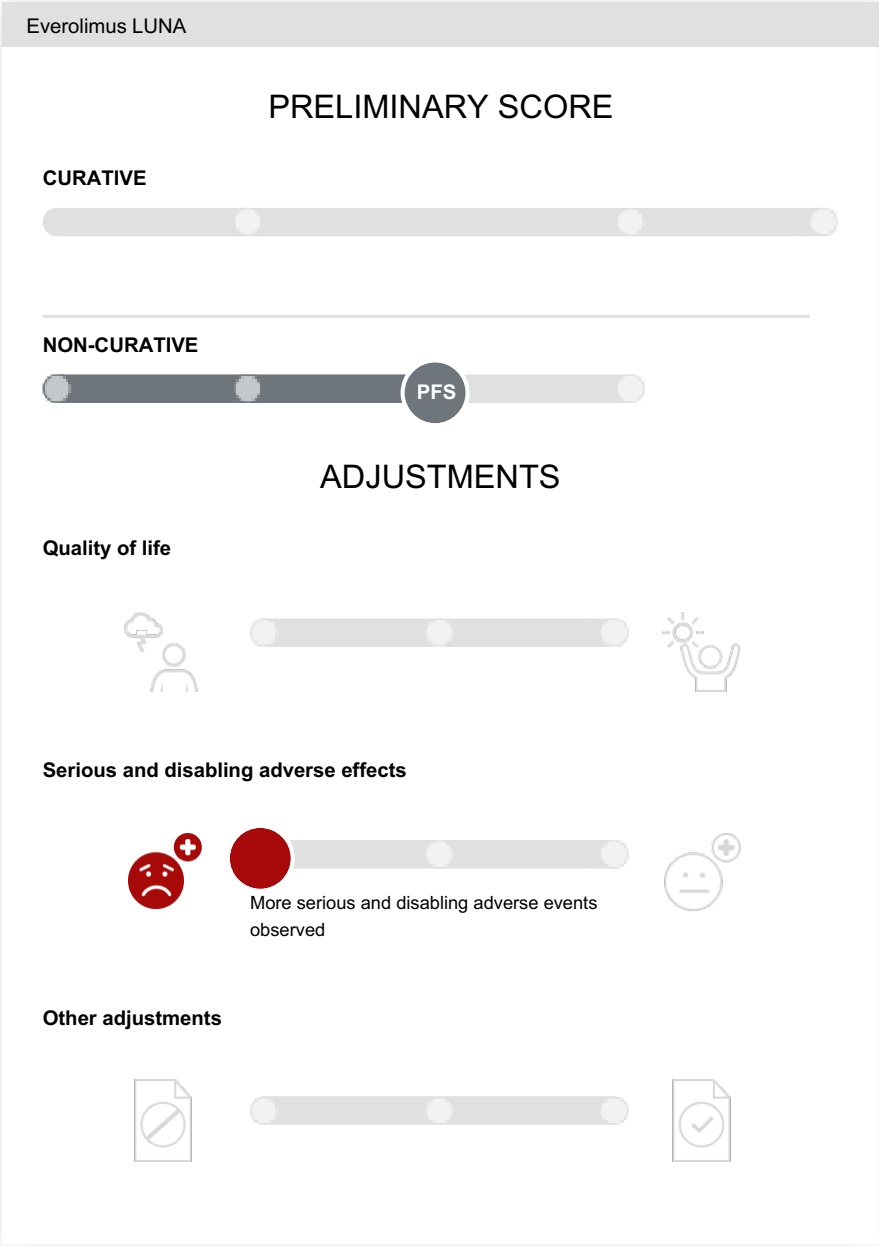 Everolimus LUNA
PRELIMINARY SCORE
CURATIVE
NON-CURATIVE
PFS
ADJUSTMENTS
Quality of life
Serious and disabling adverse effects
More serious and disabling adverse events
observed
Other adjustments